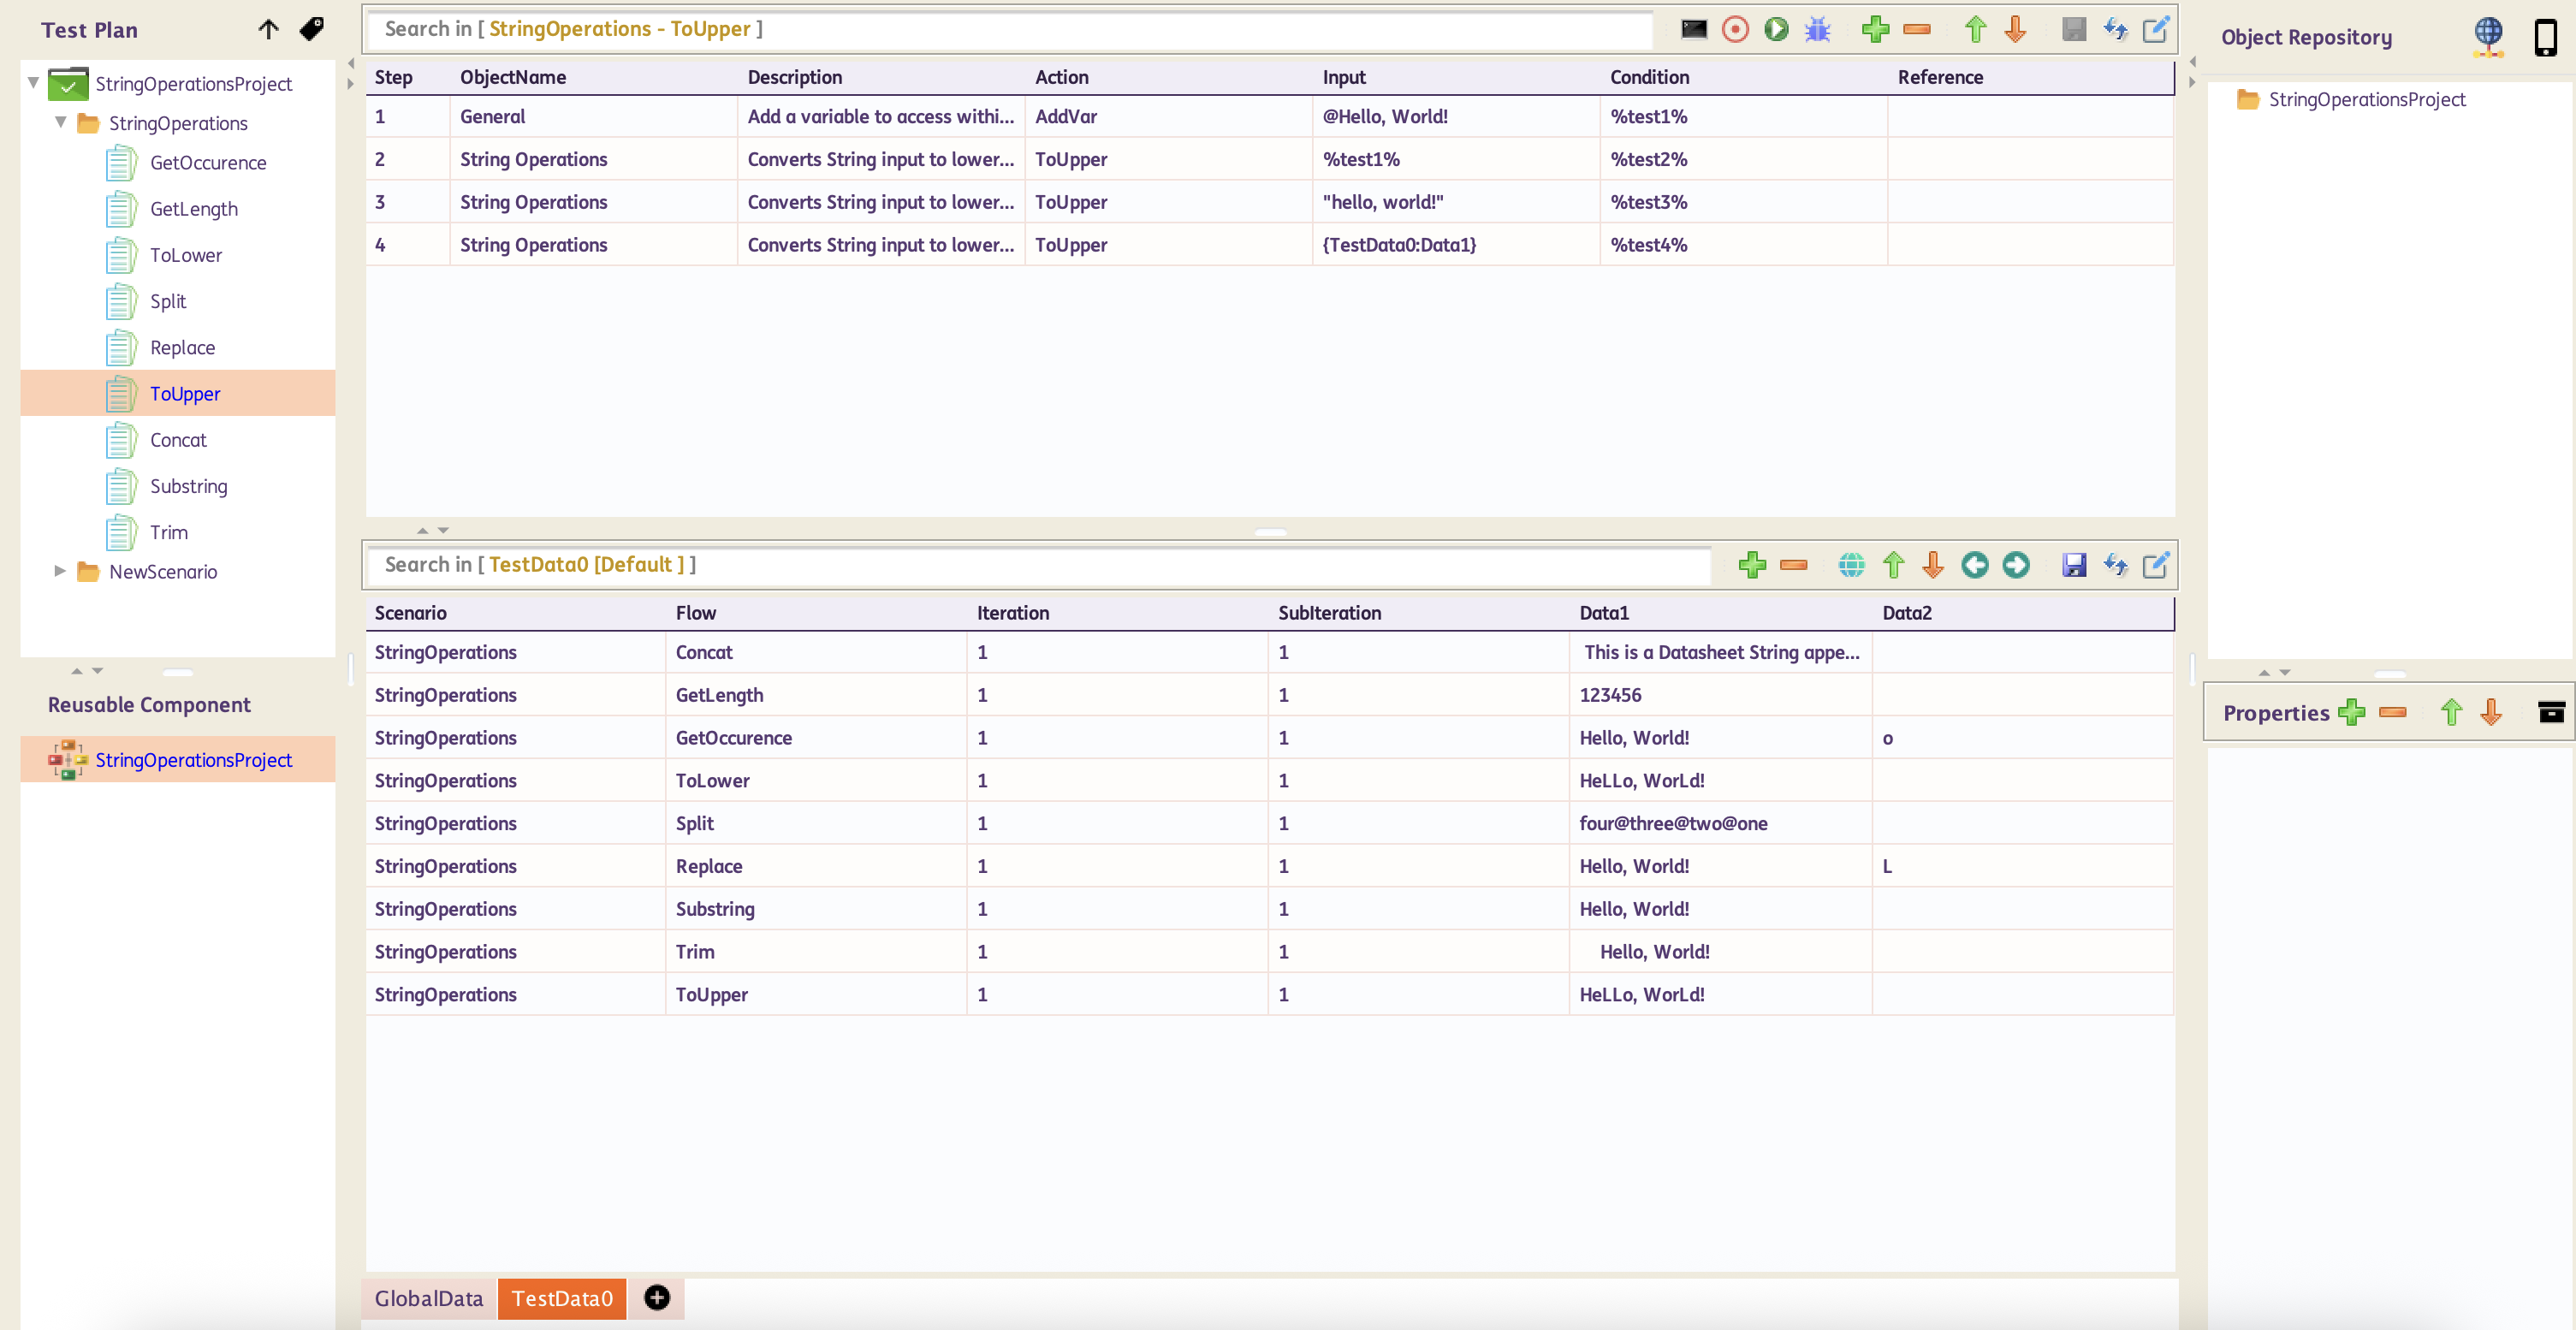 Test Plan
StringOperationsProject
StringOperations
GetOccurence
GetLength
ToLower
Split
Replace
ToUpper
Concat
Substring
Trim
NewScenario
Reusable Component
StringOperationsProject
Search in [ StringOperations - ToUpper ]
Step ObjectName Description Action Input Condition Reference
1 General Add a variable to access withi... AddVar @Hello, World! %test1%
2 String Operations Converts String input to lower... ToUpper %test1% %test2%
3 String Operations Converts String input to lower... ToUpper "hello, world!" %test3%
4 String Operations Converts String input to lower... ToUpper {TestData0:Data1} %test4%
Search in [ TestData0 [Default ] ]
Scenario Flow Iteration SubIteration Data1 Data2
StringOperations Concat 1 1 This is a Datasheet String appe...
StringOperations GetLength 1 1 123456
StringOperations GetOccurence 1 1 Hello, World! o
StringOperations ToLower 1 1 HeLLo, WorLd!
StringOperations Split 1 1 four@three@two@one
StringOperations Replace 1 1 Hello, World! L
StringOperations Substring 1 1 Hello, World!
StringOperations Trim 1 1 Hello, World!
StringOperations ToUpper 1 1 HeLLo, WorLd!
GlobalData TestData0
Object Repository
StringOperationsProject
Properties